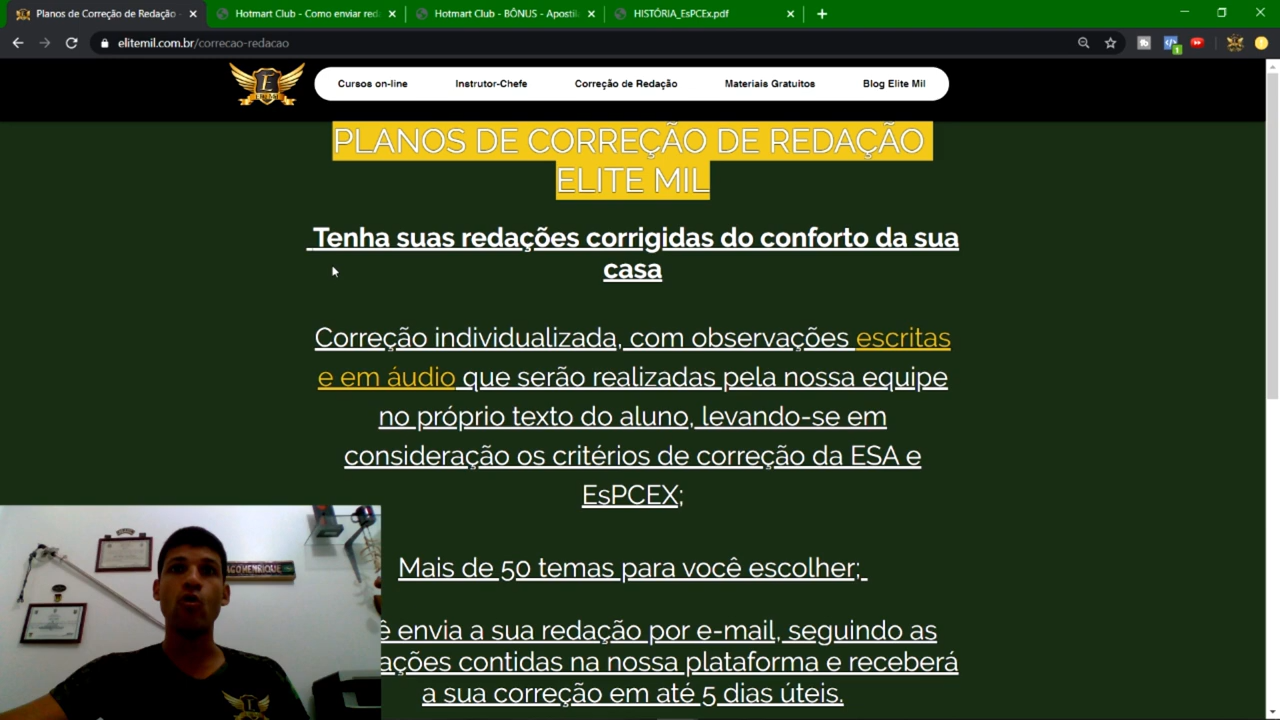 Planos de Correção de Redação -
Hotmart Club - Como enviar red
Hotmart Club - BÔNUS - Apostil
HISTÓRIA_EsPCEx.pdf
elitemil.com.br/correcao-redacao
Cursos on-line
Instrutor-Chefe
Correção de Redação
Materiais Gratuitos
Blog Elite Mil
PLANOS DE CORREÇÃO DE REDAÇÃO
ELITE MIL
Tenha suas redações corrigidas do conforto da sua
casa
Correção individualizada, com observações escritas
e em áudio que serão realizadas pela nossa equipe
no próprio texto do aluno, levando-se em
consideração os critérios de correção da ESA e
EsPCEX;
Mais de 50 temas para você escolher;
ê envia a sua redação por e-mail, seguindo as
ações contidas na nossa plataforma e receberá
a sua correção em até 5 dias úteis.